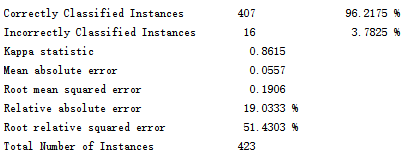 Correctly Classified Instances 407 96.2175 %
Incorrectly Classified Instances 16 3.7825 %
Kappa statistic 0.8615
Mean absolute error 0.0557
Root mean squared error 0.1906
Relative absolute error 19.0333 %
Root relative squared error 51.4303 %
Total Number of Instances 423